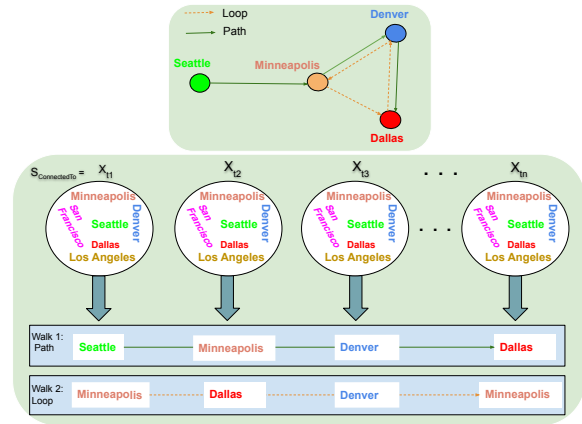 Loop
Path
Denver
Seattle
Minneapolis
Dallas
S_ConnectedTo = X_t1 X_t2 X_t3 . . . X_tn
Minneapolis
San Francisco
Denver
Seattle
Dallas
Los Angeles
Minneapolis
San Francisco
Denver
Seattle
Dallas
Los Angeles
Minneapolis
San Francisco
Denver
Seattle
Dallas
Los Angeles
. . .
Minneapolis
San Francisco
Denver
Seattle
Dallas
Los Angeles
Walk 1:
Path
Seattle Minneapolis Denver Dallas
Walk 2:
Loop
Minneapolis Dallas Denver Minneapolis